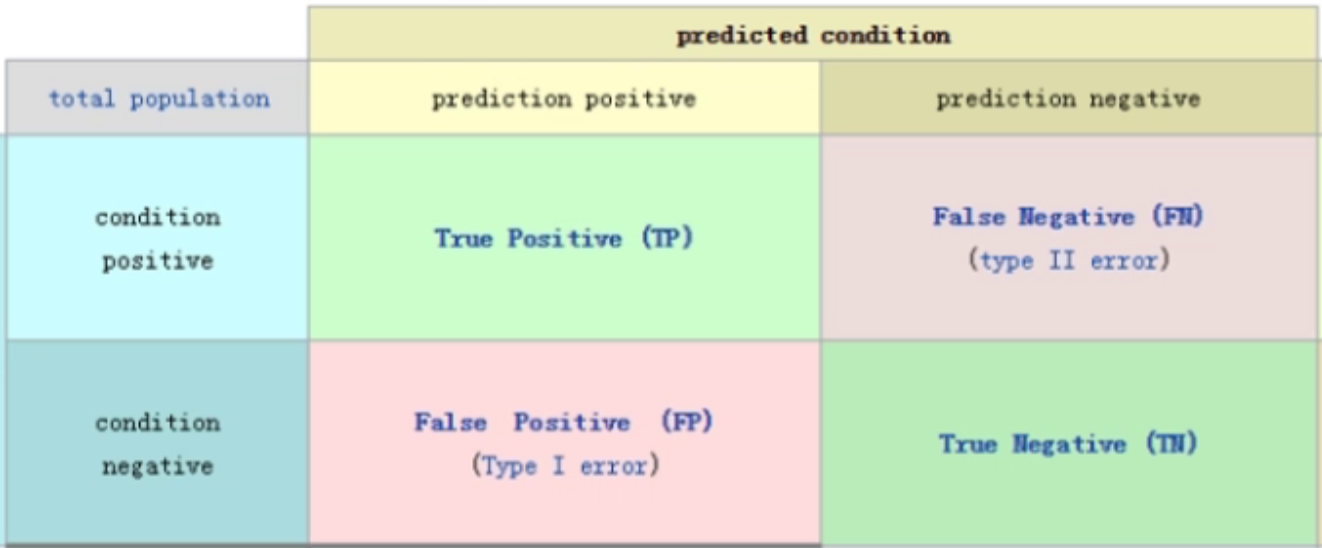 predicted condition
total population prediction positive prediction negative
condition
positive
True Positive (TP)
False Negative (FN)
(type II error)
condition
negative
False Positive (FP)
(Type I error)
True Negative (TN)